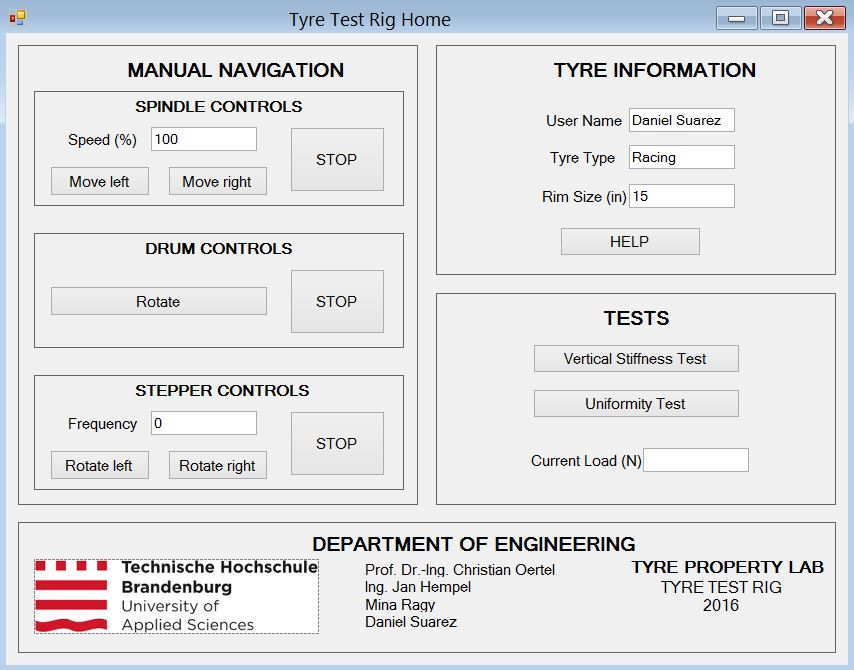 Tyre Test Rig Home
MANUAL NAVIGATION
SPINDLE CONTROLS
Speed (%) 100
STOP
Move left Move right
DRUM CONTROLS
Rotate
STOP
STEPPER CONTROLS
Frequency 0
STOP
Rotate left Rotate right
TYRE INFORMATION
User Name Daniel Suarez
Tyre Type Racing
Rim Size (in) 15
HELP
TESTS
Vertical Stiffness Test
Uniformity Test
Current Load (N)
DEPARTMENT OF ENGINEERING
Technische Hochschule
Brandenburg
University of
Applied Sciences
Prof. Dr.-Ing. Christian Oertel
Ing. Jan Hempel
Mina Ragy
Daniel Suarez
TYRE PROPERTY LAB
TYRE TEST RIG
2016